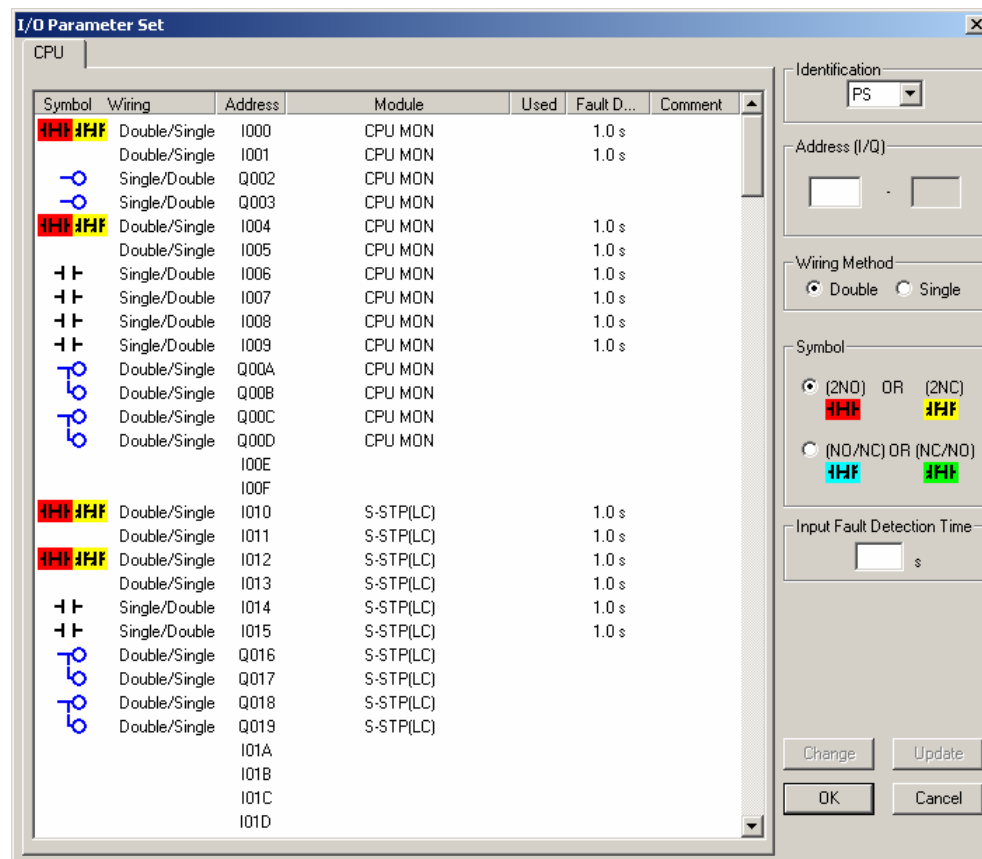 I/O Parameter Set
CPU
Symbol Wiring Address Module Used Fault D... Comment
Double/Single I000 CPU MON 1.0 s
Double/Single I001 CPU MON 1.0 s
Single/Double Q002 CPU MON
Single/Double Q003 CPU MON
Double/Single I004 CPU MON 1.0 s
Double/Single I005 CPU MON 1.0 s
Single/Double I006 CPU MON 1.0 s
Single/Double I007 CPU MON 1.0 s
Single/Double I008 CPU MON 1.0 s
Single/Double I009 CPU MON 1.0 s
Double/Single Q00A CPU MON
Double/Single Q00B CPU MON
Double/Single Q00C CPU MON
Double/Single Q00D CPU MON
I00E
I00F
Double/Single I010 S-STP(LC) 1.0 s
Double/Single I011 S-STP(LC) 1.0 s
Double/Single I012 S-STP(LC) 1.0 s
Double/Single I013 S-STP(LC) 1.0 s
Single/Double I014 S-STP(LC) 1.0 s
Single/Double I015 S-STP(LC) 1.0 s
Double/Single Q016 S-STP(LC)
Double/Single Q017 S-STP(LC)
Double/Single Q018 S-STP(LC)
Double/Single Q019 S-STP(LC)
I01A
I01B
I01C
I01D
Identification
PS
Address (I/Q)
-
Wiring Method
Double Single
Symbol
(2NO) OR (2NC)
(NO/NC) OR (NC/NO)
Input Fault Detection Time
s
Change Update
OK Cancel